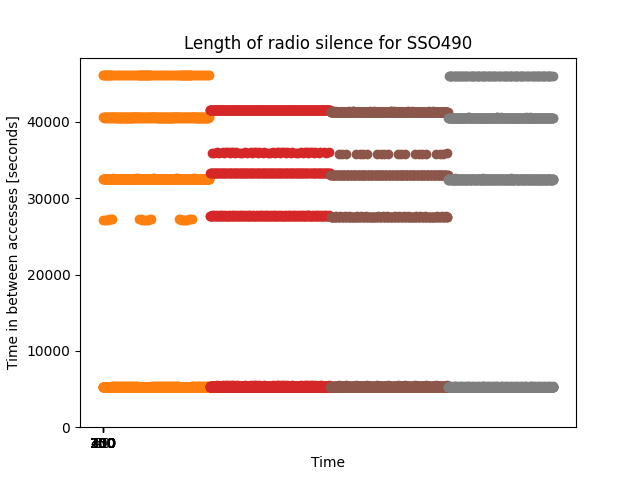 Length of radio silence for SSO490
Time in between accesses [seconds]
40000
30000
20000
10000
0
Time